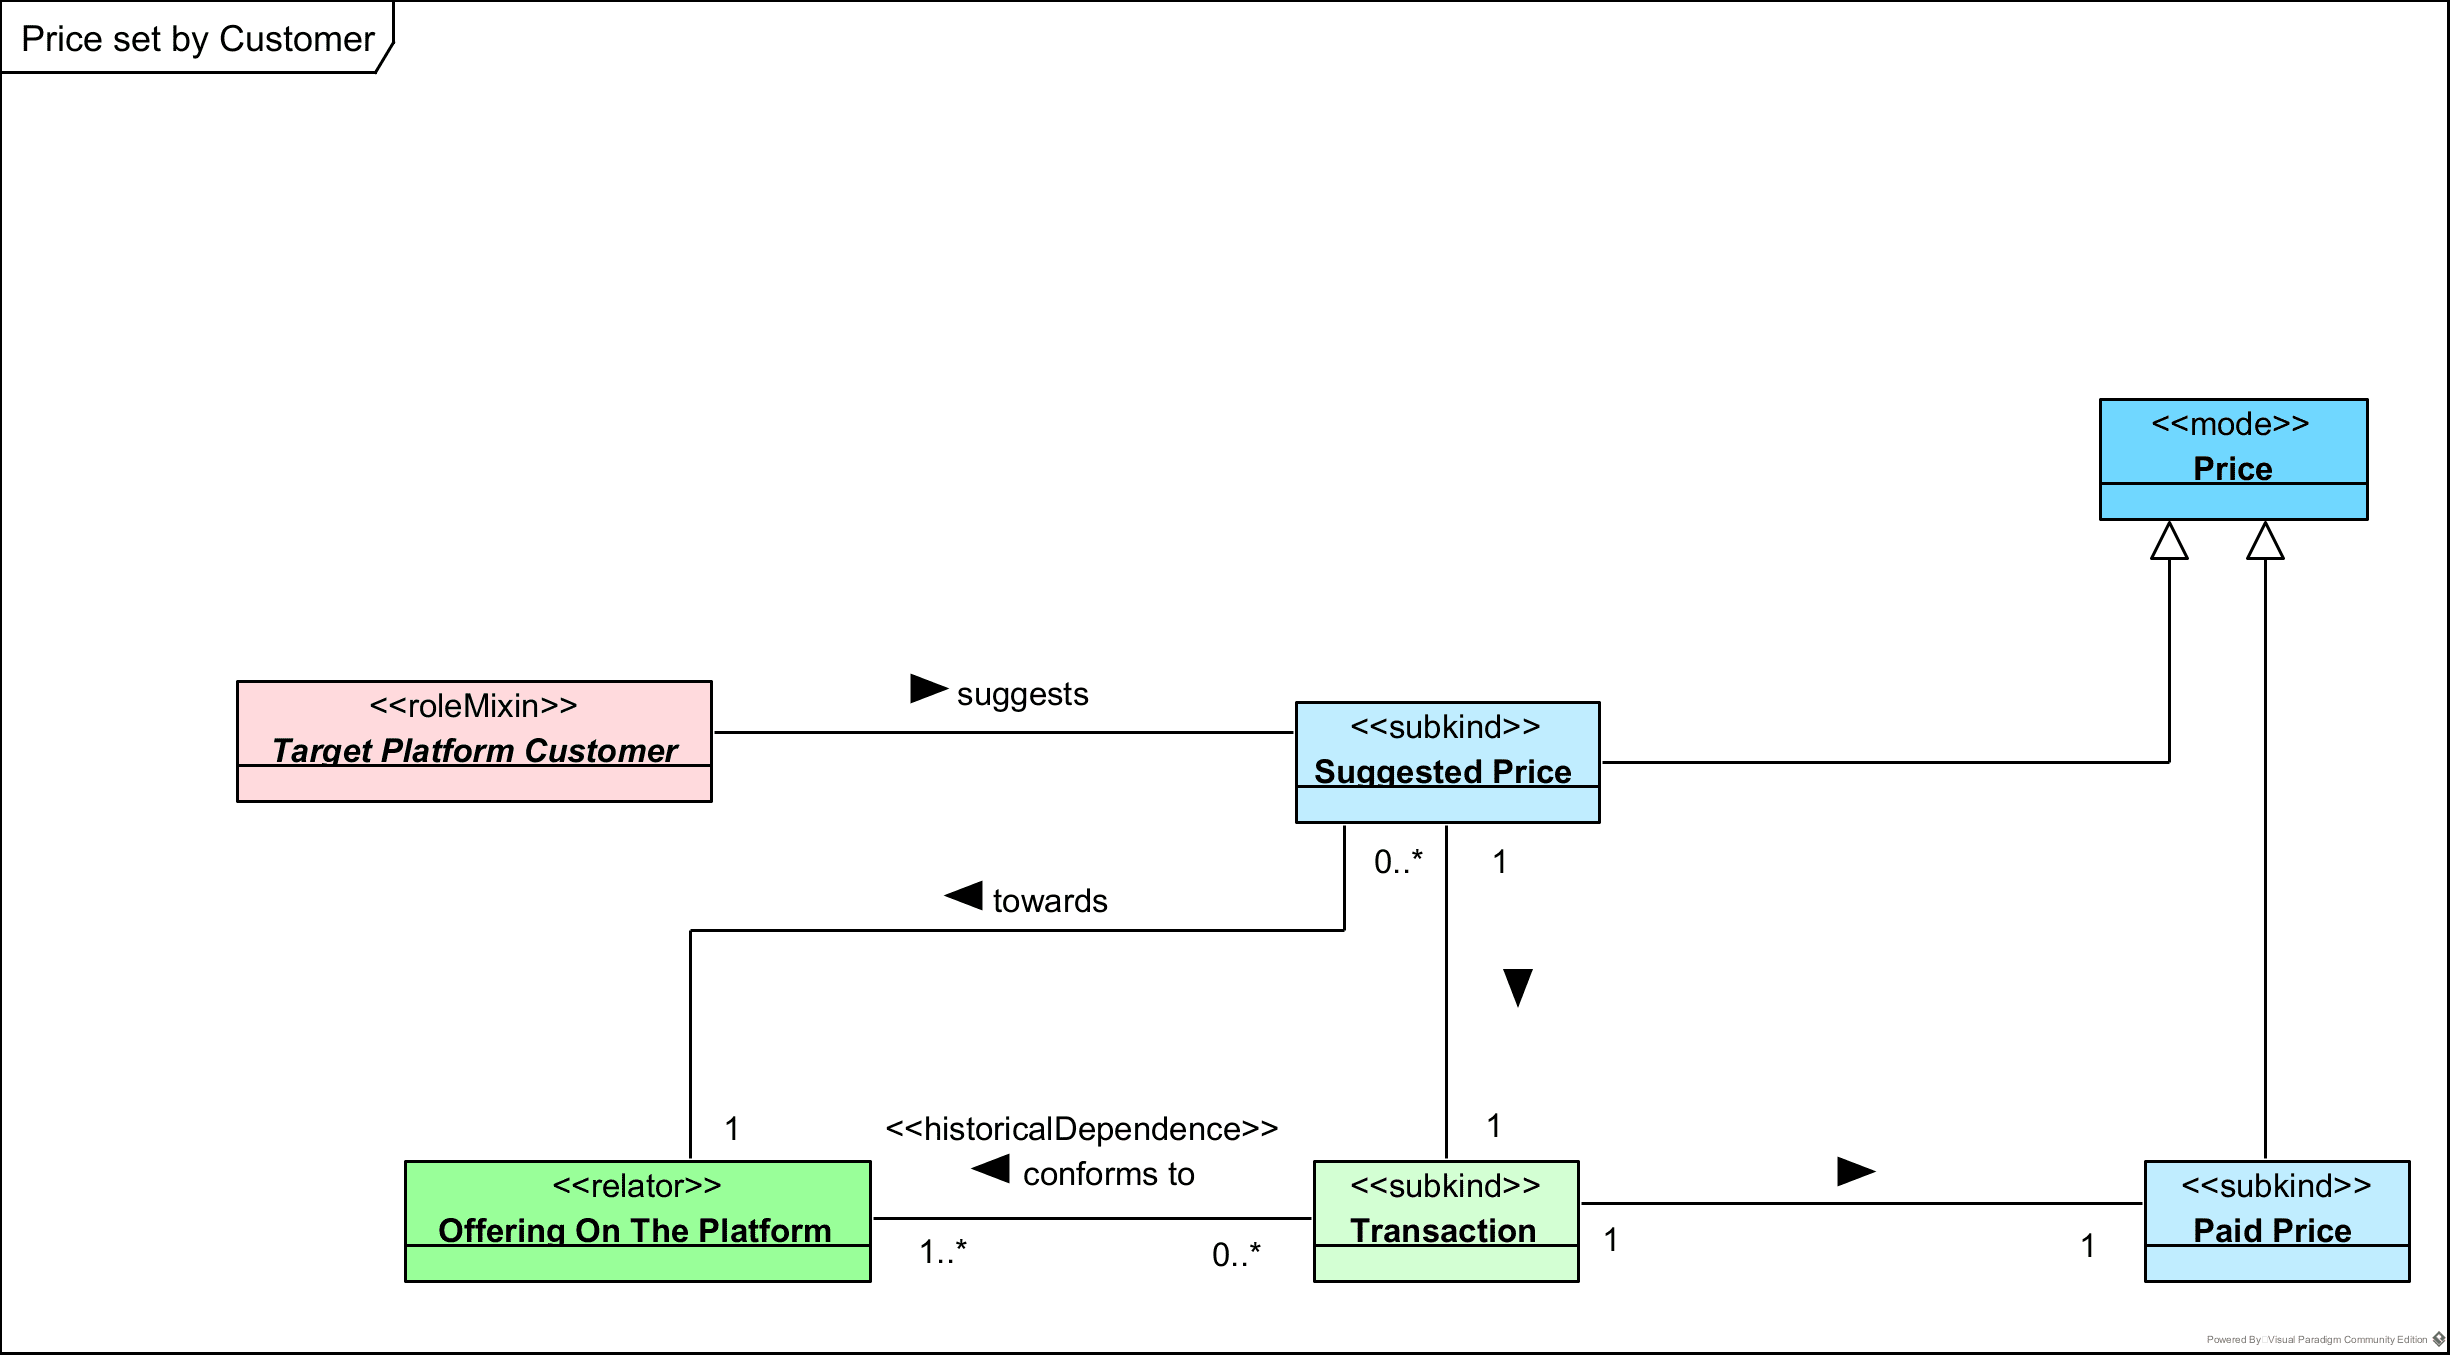 Price set by Customer
<<mode>>
Price
<<roleMixin>>
Target Platform Customer
suggests
<<subkind>>
Suggested Price
0..*
1
towards
1
<<historicalDependence>>
conforms to
1
<<relator>>
Offering On The Platform
1..*
0..*
<<subkind>>
Transaction
1
1
<<subkind>>
Paid Price
Powered By Visual Paradigm Community Edition